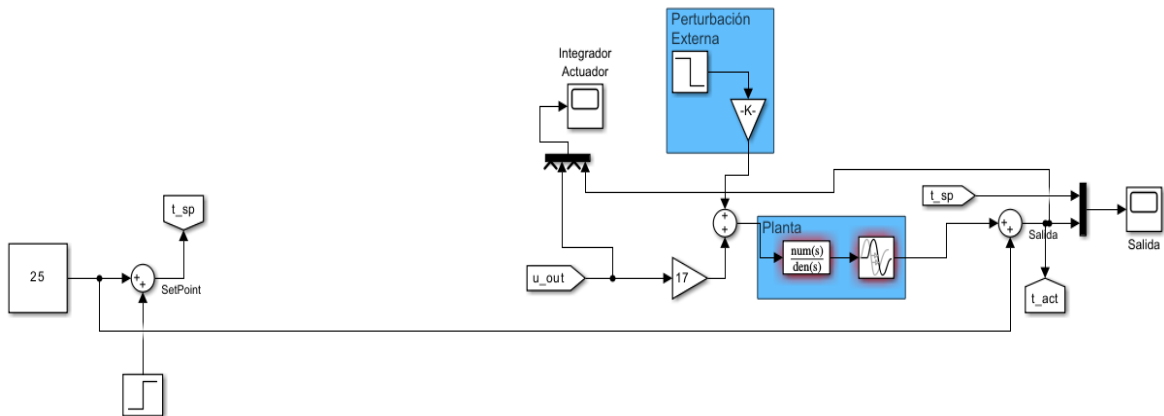 Perturbación
Externa
Integrador
Actuador
-K-
t_sp
t_sp
Planta
num(s)
den(s)
Salida
Salida
25
SetPoint
u_out
17
t_act
+
+
+
+
+
+